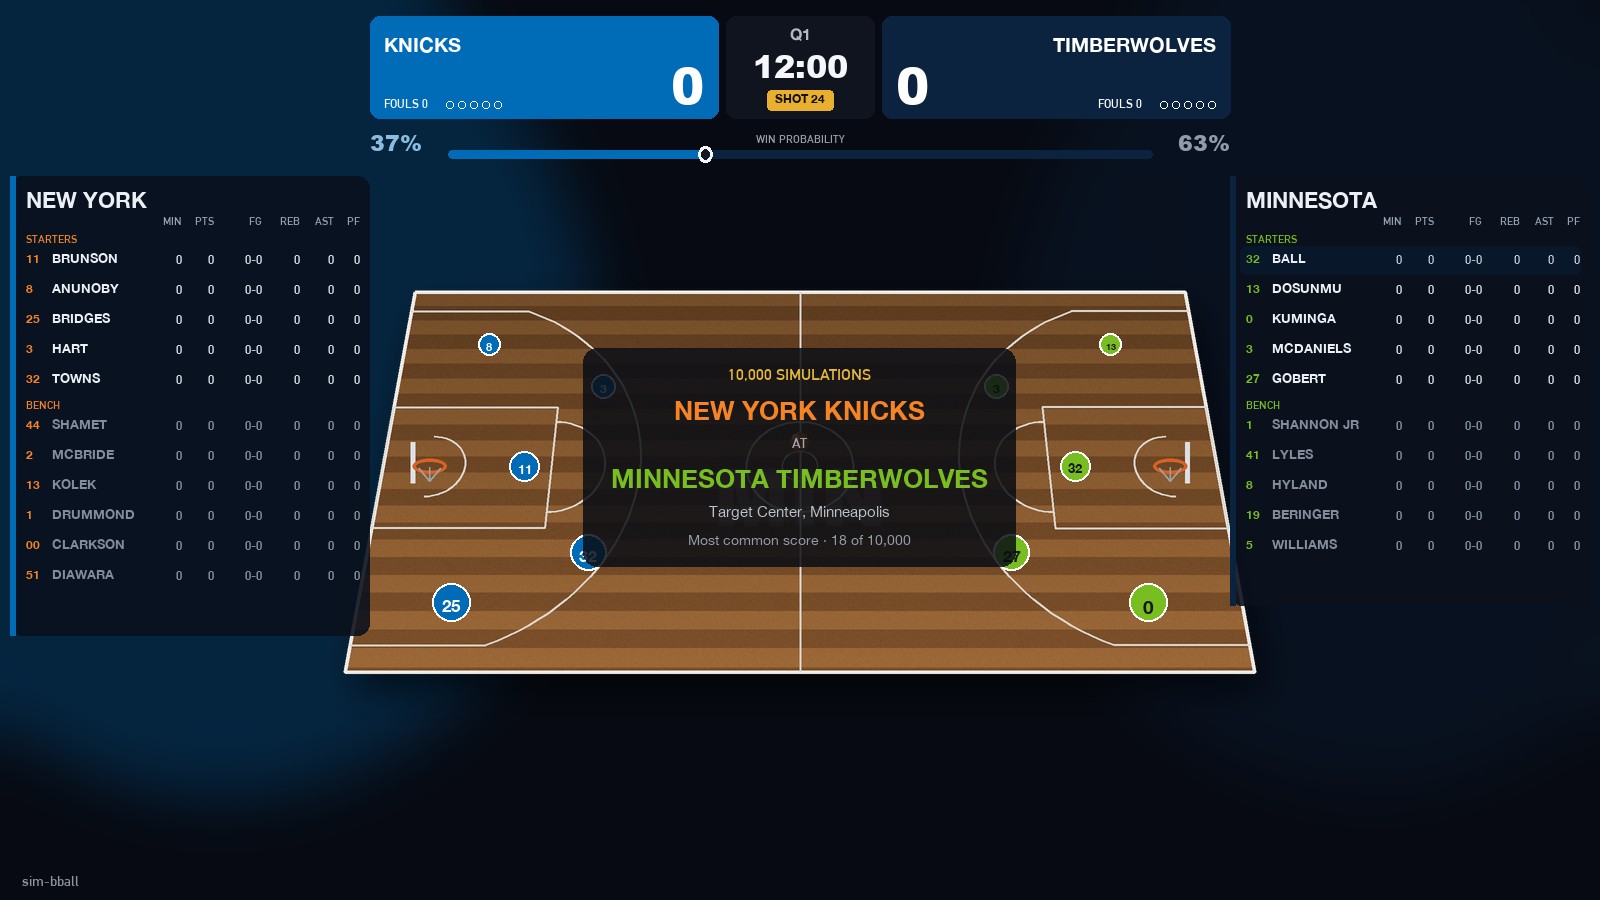 KNICKS
0
FOULS 0
Q1
12:00
SHOT 24
TIMBERWOLVES
0
FOULS 0
37%
WIN PROBABILITY
63%
NEW YORK
MIN PTS FG REB AST PF
STARTERS
11 BRUNSON 0 0 0-0 0 0 0
8 ANUNOBY 0 0 0-0 0 0 0
25 BRIDGES 0 0 0-0 0 0 0
3 HART 0 0 0-0 0 0 0
32 TOWNS 0 0 0-0 0 0 0
BENCH
44 SHAMET 0 0 0-0 0 0 0
2 MCBRIDE 0 0 0-0 0 0 0
13 KOLEK 0 0 0-0 0 0 0
1 DRUMMOND 0 0 0-0 0 0 0
00 CLARKSON 0 0 0-0 0 0 0
51 DIAWARA 0 0 0-0 0 0 0
8
3
11
32
25
10,000 SIMULATIONS
NEW YORK KNICKS
AT
MINNESOTA TIMBERWOLVES
Target Center, Minneapolis
Most common score · 18 of 10,000
13
3
32
27
0
MINNESOTA
MIN PTS FG REB AST PF
STARTERS
32 BALL 0 0 0-0 0 0 0
13 DOSUNMU 0 0 0-0 0 0 0
0 KUMINGA 0 0 0-0 0 0 0
3 MCDANIELS 0 0 0-0 0 0 0
27 GOBERT 0 0 0-0 0 0 0
BENCH
1 SHANNON JR 0 0 0-0 0 0 0
41 LYLES 0 0 0-0 0 0 0
8 HYLAND 0 0 0-0 0 0 0
19 BERINGER 0 0 0-0 0 0 0
5 WILLIAMS 0 0 0-0 0 0 0
sim-bball